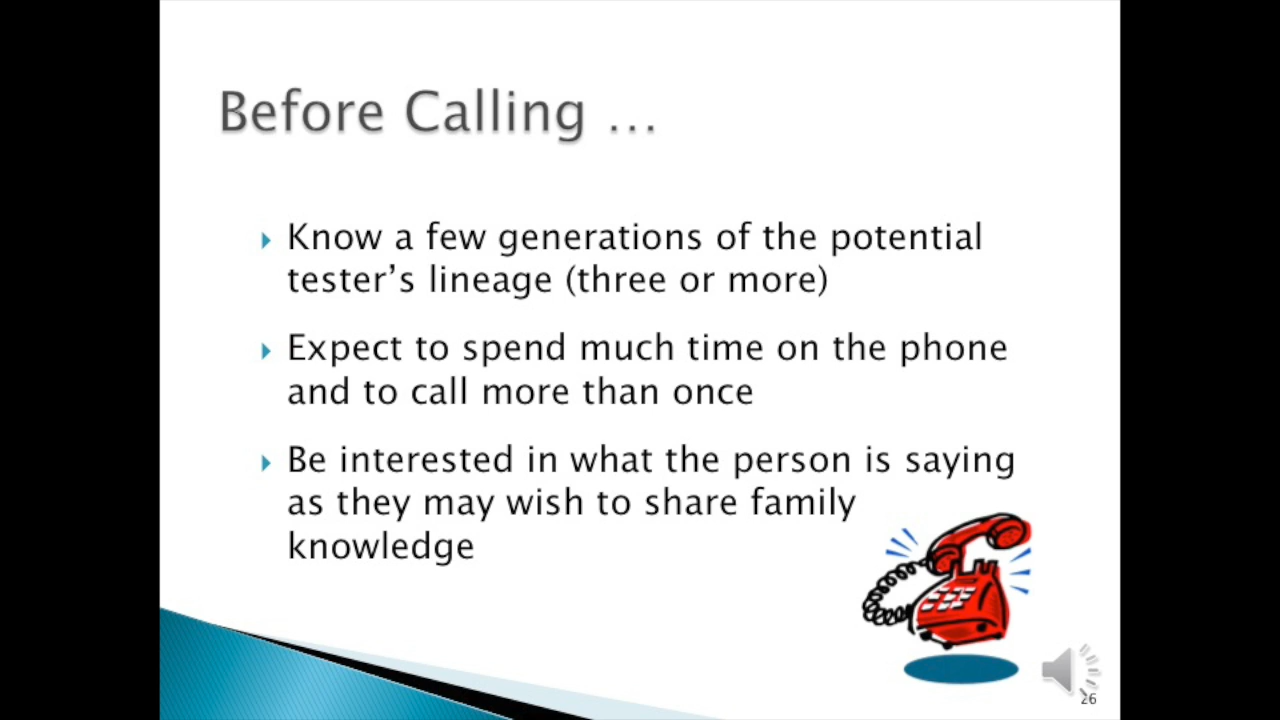 Before Calling …
Know a few generations of the potential
tester’s lineage (three or more)
Expect to spend much time on the phone
and to call more than once
Be interested in what the person is saying
as they may wish to share family
knowledge
26